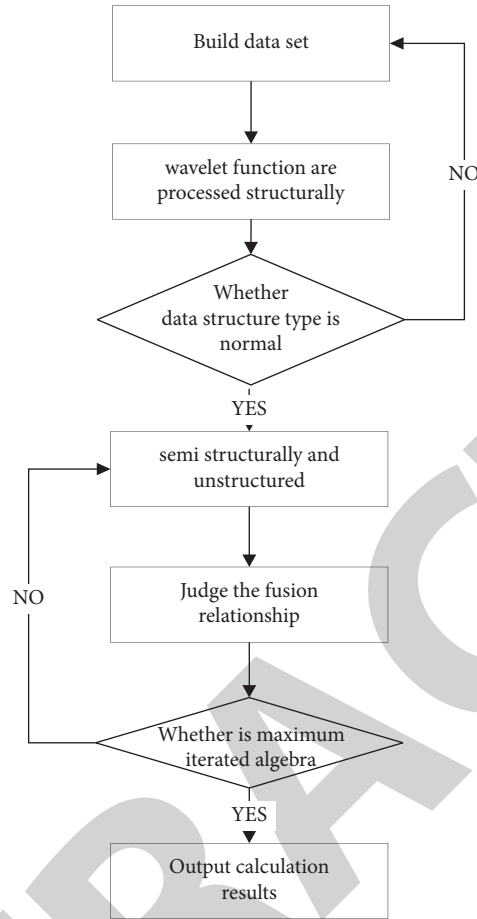 Build data set
wavelet function are
processed structurally
NO
Whether
data structure type is
normal
YES
semi structurally and
unstructured
NO
Judge the fusion
relationship
Whether is maximum
iterated algebra
YES
Output calculation
results